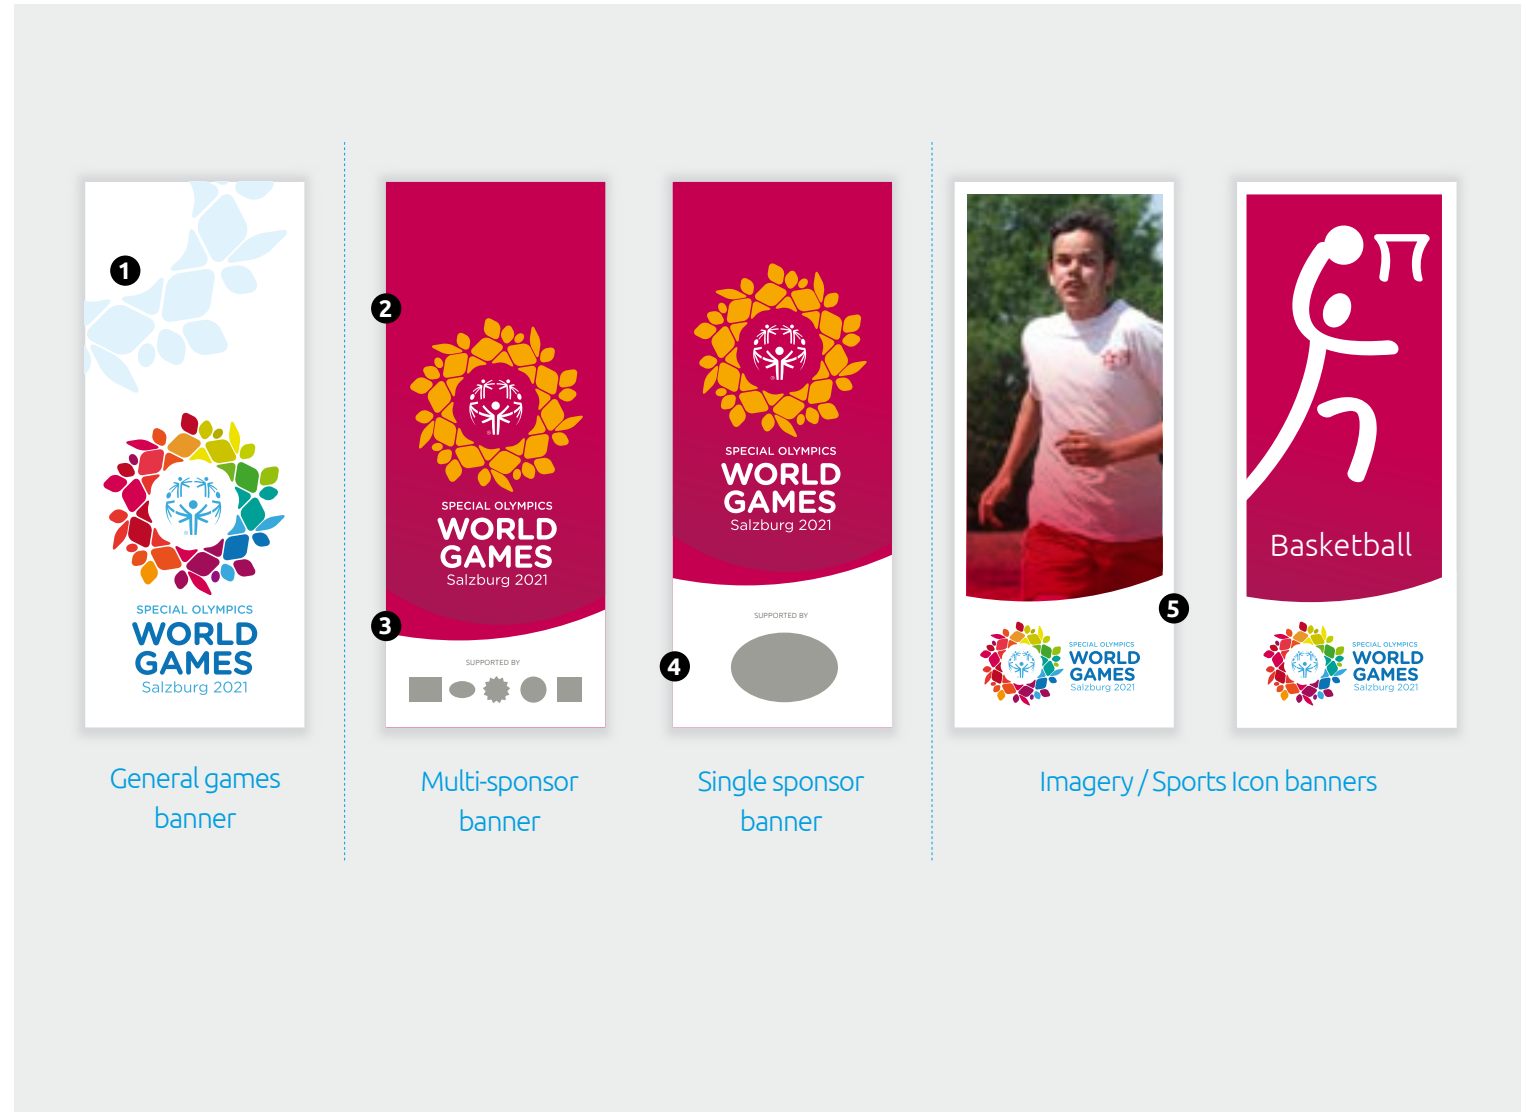 1
SPECIAL OLYMPICS
WORLD
GAMES
Salzburg 2021
General games
banner
2
SPECIAL OLYMPICS
WORLD
GAMES
Salzburg 2021
3
SUPPORTED BY
Multi-sponsor
banner
SPECIAL OLYMPICS
WORLD
GAMES
Salzburg 2021
SUPPORTED BY
4
Single sponsor
banner
5
SPECIAL OLYMPICS
WORLD
GAMES
Salzburg 2021
Basketball
SPECIAL OLYMPICS
WORLD
GAMES
Salzburg 2021
Imagery / Sports Icon banners